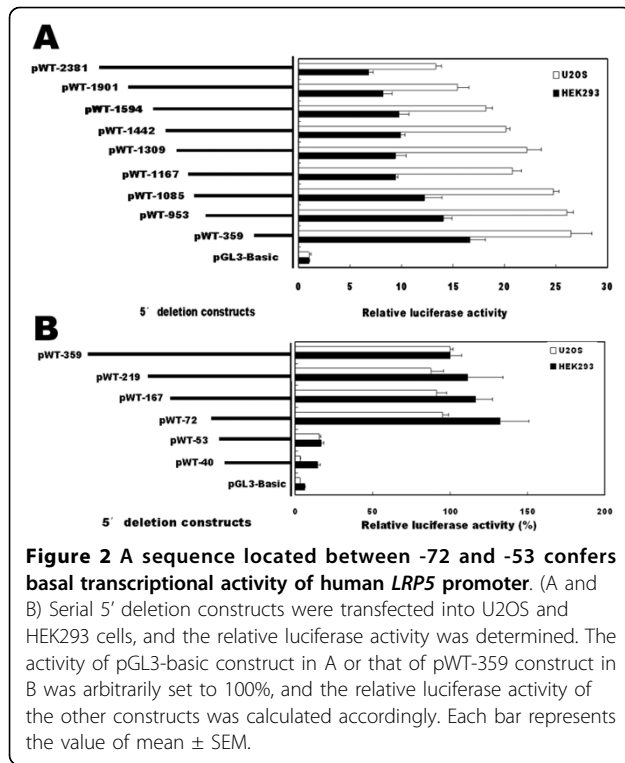 A
pWT-2381
pWT-1901
pWT-1594
pWT-1442
pWT-1309
pWT-1167
pWT-1085
pWT-953
pWT-359
pGL3-Basic
U2OS
HEK293
0 5 10 15 20 25 30
5´ deletion constructs Relative luciferase activity
B
pWT-359
pWT-219
pWT-167
pWT-72
pWT-53
pWT-40
pGL3-Basic
U2OS
HEK293
0 50 100 150 200
5´ deletion constructs Relative luciferase activity (%)
Figure 2 A sequence located between -72 and -53 confers
basal transcriptional activity of human LRP5 promoter. (A and
B) Serial 5’ deletion constructs were transfected into U2OS and
HEK293 cells, and the relative luciferase activity was determined. The
activity of pGL3-basic construct in A or that of pWT-359 construct in
B was arbitrarily set to 100%, and the relative luciferase activity of
the other constructs was calculated accordingly. Each bar represents
the value of mean ± SEM.